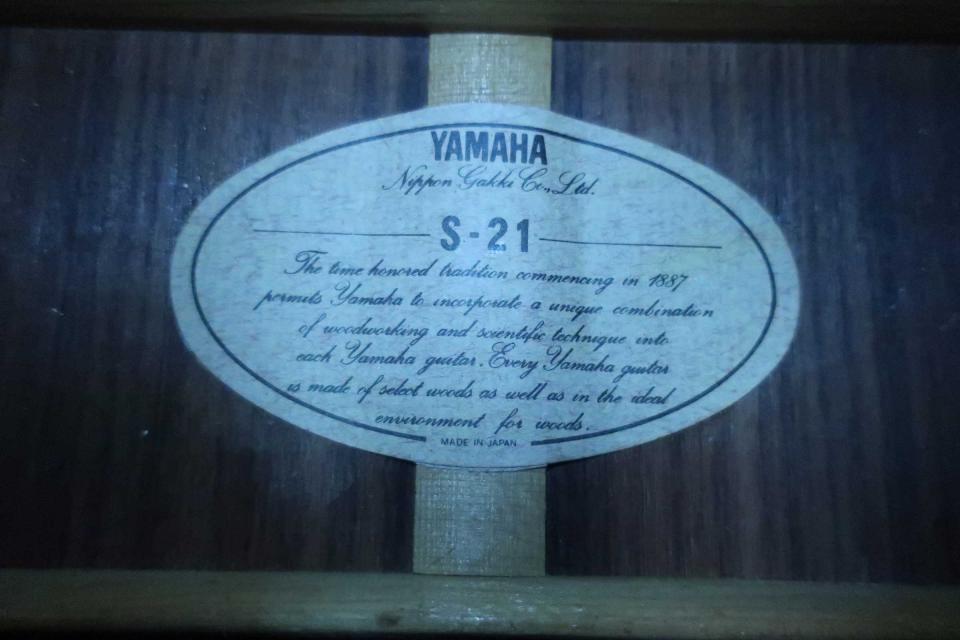 YAMAHA
Nippon Gakki Co., Ltd.
S-21
The time honored tradition commencing in 1887
permits Yamaha to incorporate a unique combination
of woodworking and scientific technique into
each Yamaha guitar. Every Yamaha guitar
is made of select woods as well as in the ideal
environment for woods.
MADE IN JAPAN